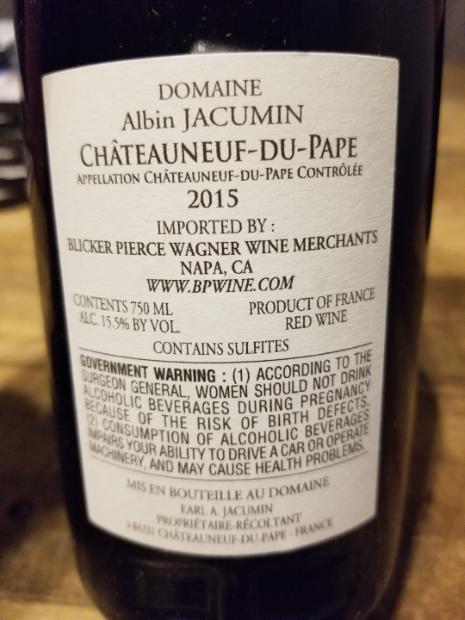 DOMAINE
Albin JACUMIN
CHÂTEAUNEUF-DU-PAPE
APPELLATION CHÂTEAUNEUF-DU-PAPE CONTRÔLÉE
2015
IMPORTED BY :
BLICKER PIERCE WAGNER WINE MERCHANTS
NAPA, CA
WWW.BPWINE.COM
CONTENTS 750 ML
ALC. 15.5% BY VOL.
PRODUCT OF FRANCE
RED WINE
CONTAINS SULFITES
GOVERNMENT WARNING : (1) ACCORDING TO THE
SURGEON GENERAL, WOMEN SHOULD NOT DRINK
ALCOHOLIC BEVERAGES DURING PREGNANCY
BECAUSE OF THE RISK OF BIRTH DEFECTS.
(2) CONSUMPTION OF ALCOHOLIC BEVERAGES
IMPAIRS YOUR ABILITY TO DRIVE A CAR OR OPERATE
MACHINERY, AND MAY CAUSE HEALTH PROBLEMS.
MIS EN BOUTEILLE AU DOMAINE
EARL A. JACUMIN
PROPRIÉTAIRE-RÉCOLTANT
84231 CHÂTEAUNEUF-DU-PAPE - FRANCE